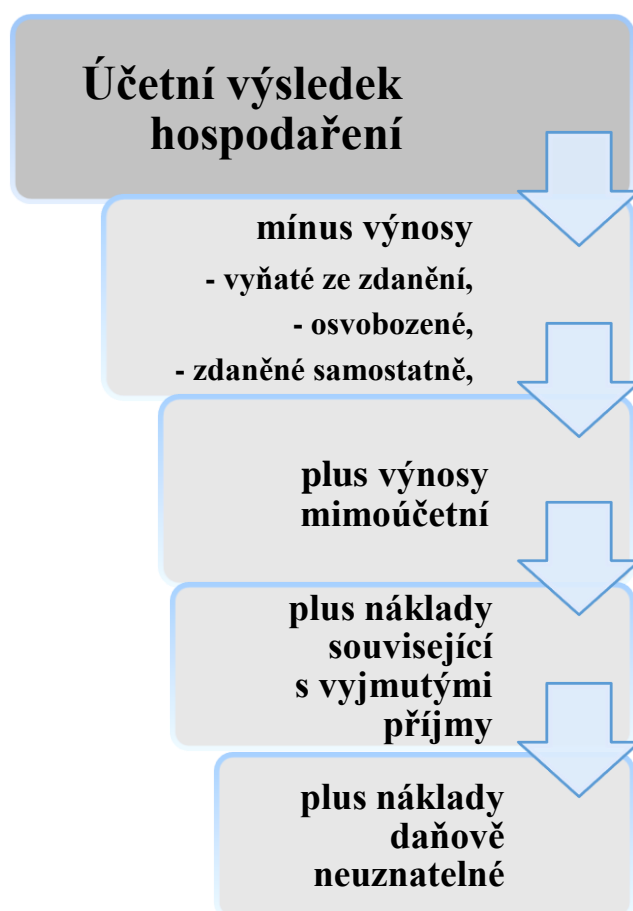 Účetní výsledek
hospodaření
mínus výnosy
- vyňaté ze zdanění,
- osvobozené,
- zdaněné samostatně,
plus výnosy
mimoúčetní
plus náklady
související
s vyjmutými
příjmy
plus náklady
daňově
neuznatelné